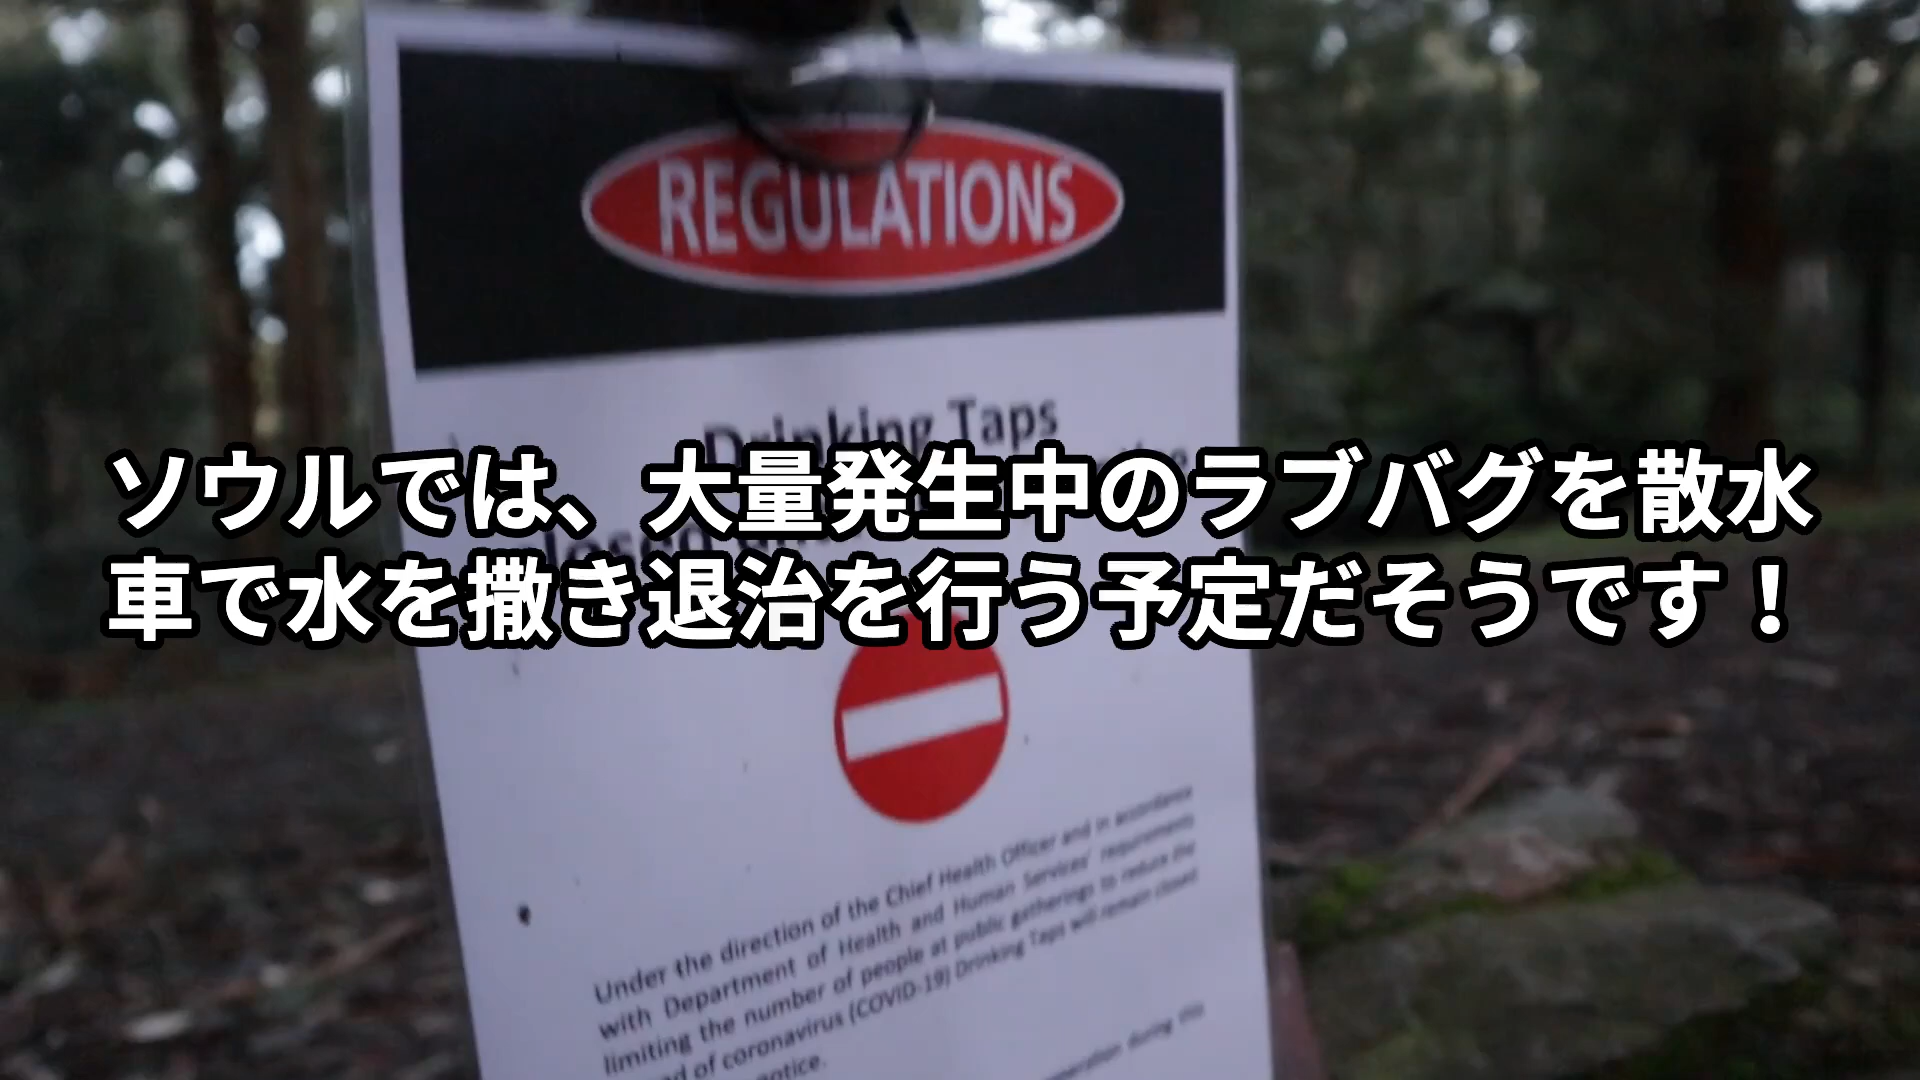 REGULATIONS
Drinking Taps
ソウルでは、大量発生中のラブバグを散水
車で水を撒き退治を行う予定だそうです！
Under the direction of the Chief Health Officer and in accordance
with Department of Health and Human Services' requirements
limiting the number of people at public gatherings to reduce the
of coronavirus (COVID-19) Drinking Taps will remain closed
notice.
during this